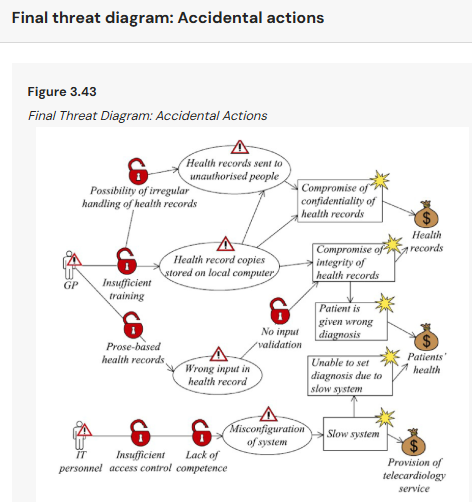 Final threat diagram: Accidental actions
Figure 3.43
Final Threat Diagram: Accidental Actions
Health records sent to
unauthorised people
Possibility of irregular
handling of health records
Compromise of
confidentiality of
health records
$
Health
records
GP
Insufficient
training
Health record copies
stored on local computer
Compromise of
integrity of
health records
No input
validation
Patient is
given wrong
diagnosis
$
Patients'
health
Prose-based
health records
Wrong input in
health record
Unable to set
diagnosis due to
slow system
Misconfiguration
of system
Slow system
$
IT
personnel
Insufficient
access control
Lack of
competence
Provision of
telecardiology
service